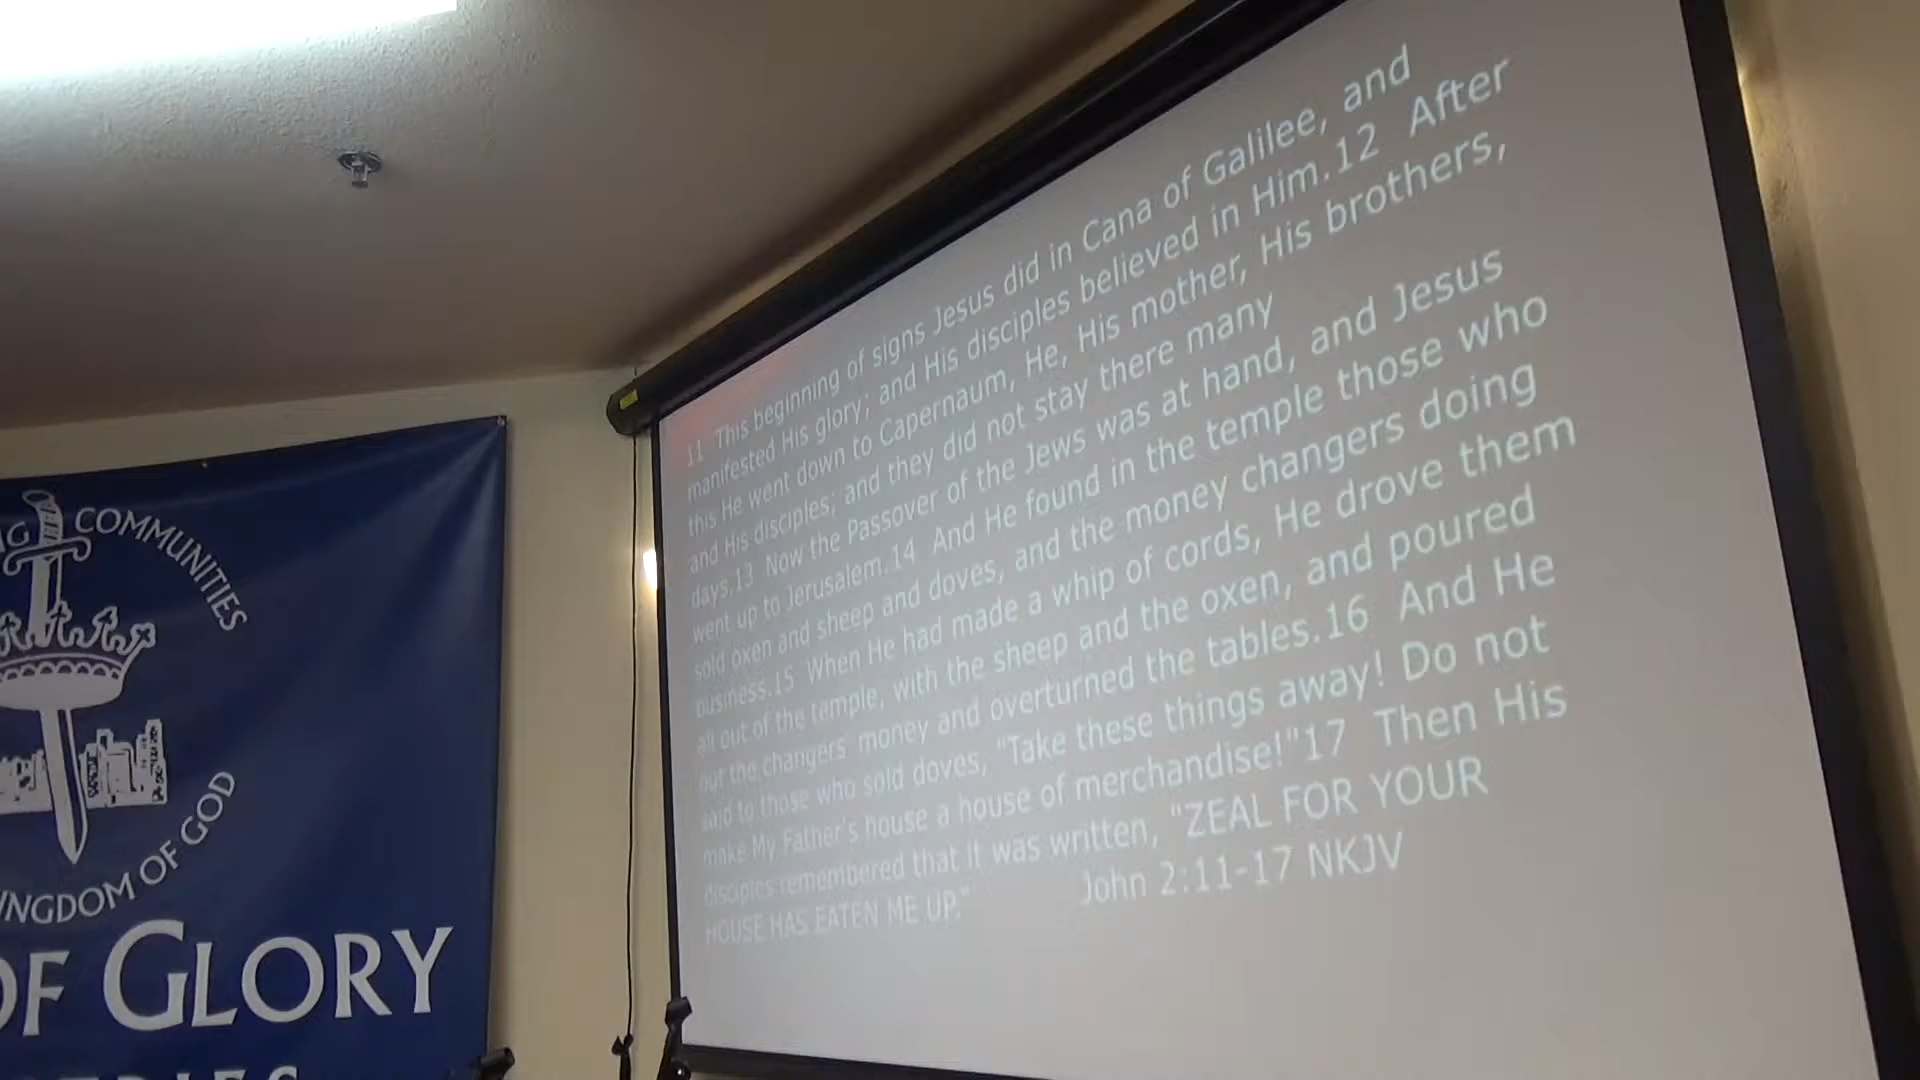 11 This beginning of signs Jesus did in Cana of Galilee, and
manifested His glory; and His disciples believed in Him.12 After
this He went down to Capernaum, He, His mother, His brothers,
and His disciples; and they did not stay there many
days.13 Now the Passover of the Jews was at hand, and Jesus
went up to Jerusalem.14 And He found in the temple those who
sold oxen and sheep and doves, and the money changers doing
business.15 When He had made a whip of cords, He drove them
all out of the temple, with the sheep and the oxen, and poured
out the changers' money and overturned the tables.16 And He
said to those who sold doves, "Take these things away! Do not
make My Father's house a house of merchandise!"17 Then His
disciples remembered that it was written, "ZEAL FOR YOUR
HOUSE HAS EATEN ME UP."
John 2:11-17 NKJV
COMMUNITIES
INGDOM OF GOD
OF GLORY